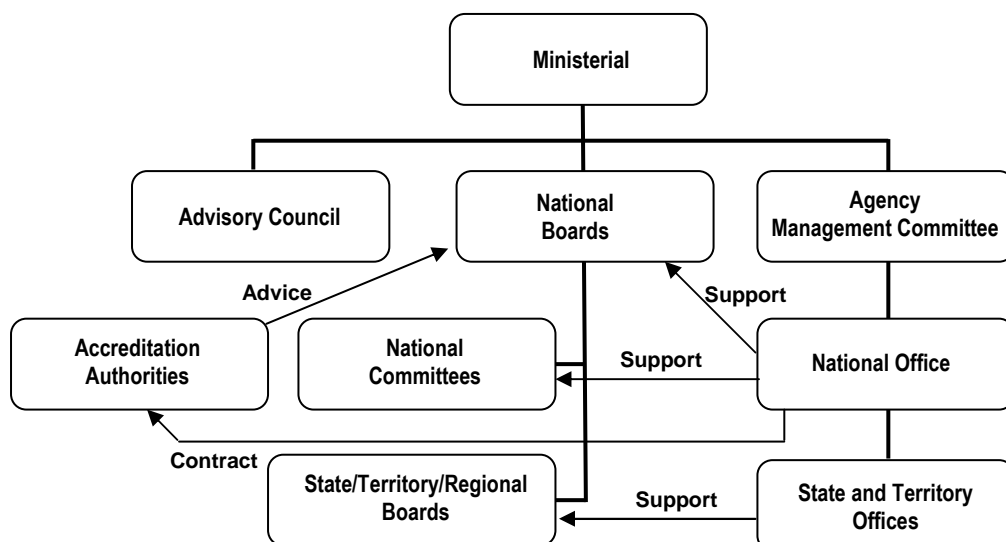 Ministerial
Advisory Council
National
Boards
Agency
Management Committee
Advice
Support
Accreditation
Authorities
National
Committees
Support
National Office
Contract
State/Territory/Regional
Boards
Support
State and Territory
Offices